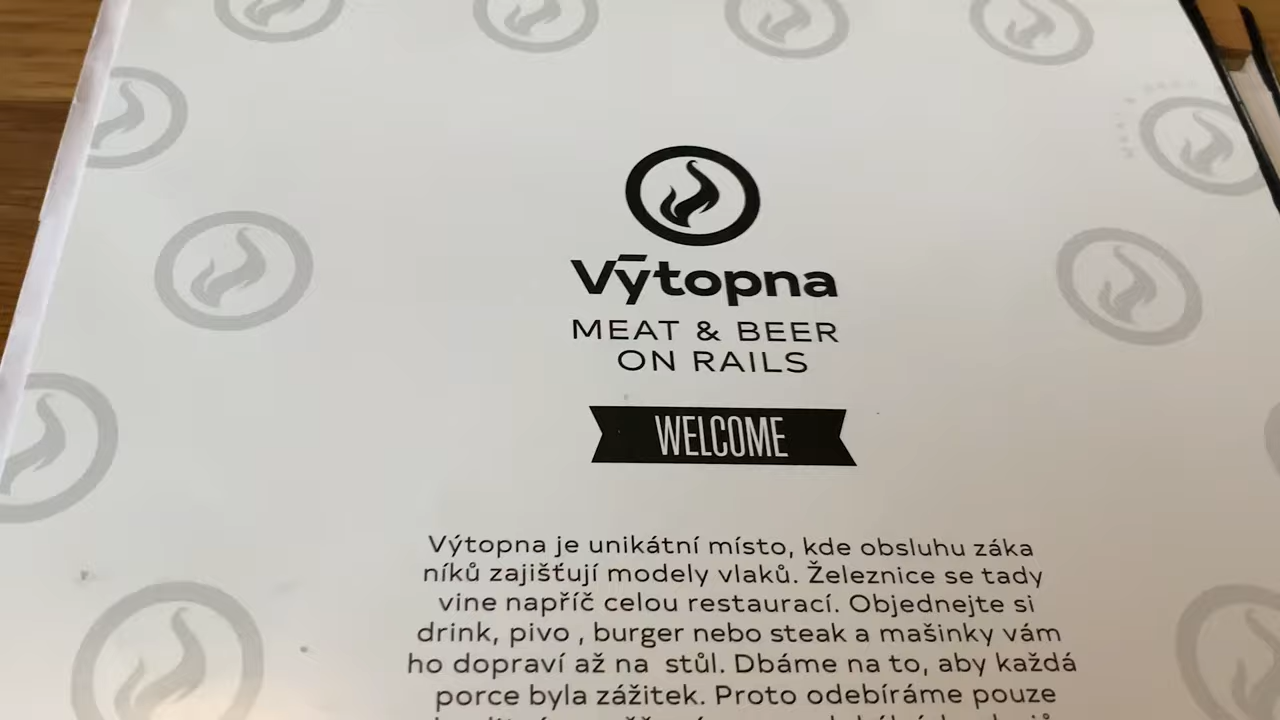 Výtopna
MEAT & BEER
ON RAILS
WELCOME
Výtopna je unikátní místo, kde obsluhu záka
níků zajišťují modely vlaků. Železnice se tady
vine napříč celou restaurací. Objednejte si
drink, pivo , burger nebo steak a mašinky vám
ho dopraví až na stůl. Dbáme na to, aby každá
porce byla zážitek. Proto odebíráme pouze